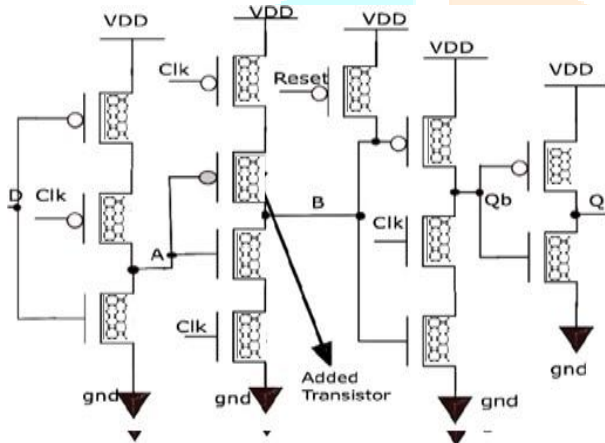 VDD
VDD
VDD
VDD
VDD
Clk
Reset
D
Clk
A
B
Clk
Qb
Q
Clk
Added
Transistor
gnd
gnd
gnd
gnd